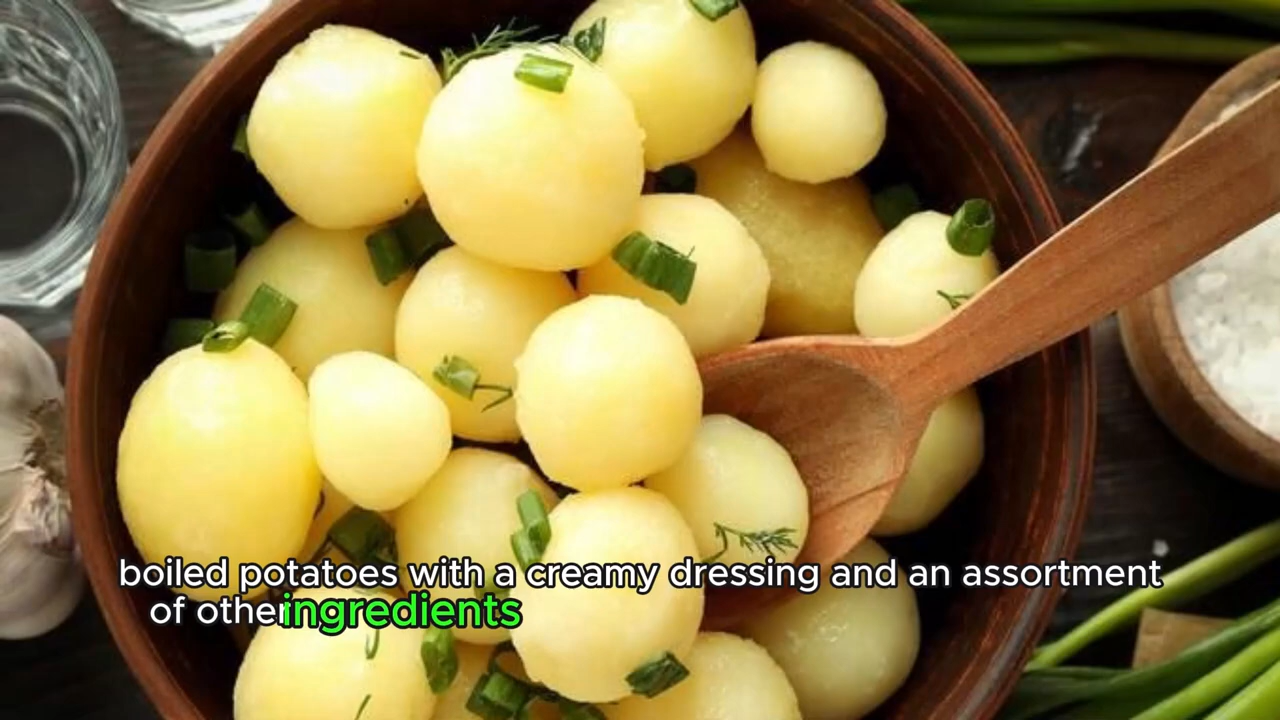 boiled potatoes with a creamy dressing and an assortment
of other ingredients